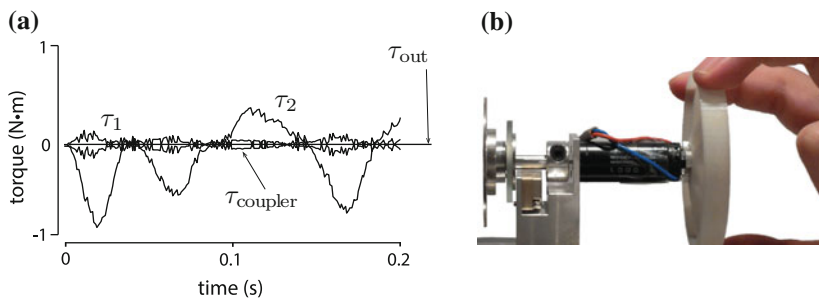 (a)
torque (N•m)
1
0
-1
τ1
τ2
τout
τcoupler
0
0.1
0.2
time (s)
(b)